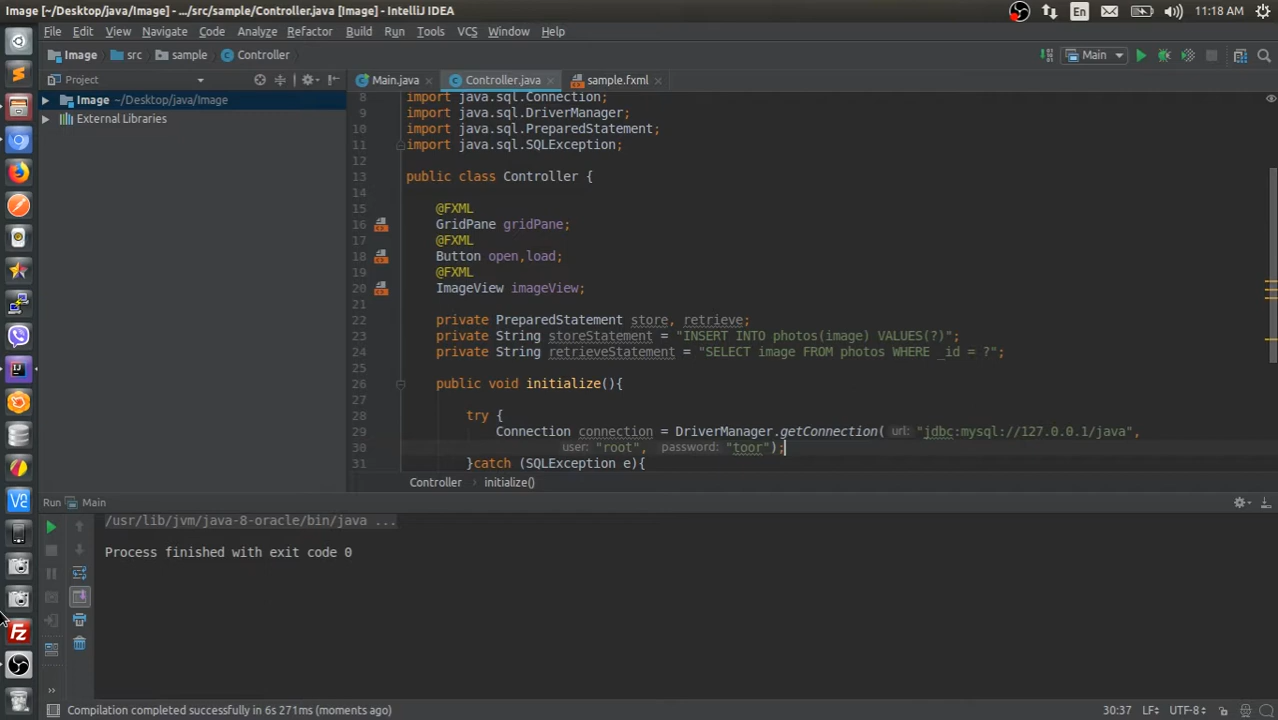 Image [~/Desktop/java/Image] - .../src/sample/Controller.java [Image] - IntelliJ IDEA
En
11:18 AM
File Edit View Navigate Code Analyze Refactor Build Run Tools VCS Window Help
Image src sample Controller
Main
Project
Main.java Controller.java sample.fxml
Image ~/Desktop/java/Image
External Libraries
8 import java.sql.Connection;
9 import java.sql.DriverManager;
10 import java.sql.PreparedStatement;
11 import java.sql.SQLException;
12
13 public class Controller {
14
15 @FXML
16 GridPane gridPane;
17 @FXML
18 Button open,load;
19 @FXML
20 ImageView imageView;
21
22 private PreparedStatement store, retrieve;
23 private String storeStatement = "INSERT INTO photos(image) VALUES(?)";
24 private String retrieveStatement = "SELECT image FROM photos WHERE _id = ?";
25
26 public void initialize(){
27
28 try {
29 Connection connection = DriverManager.getConnection( url: "jdbc:mysql://127.0.0.1/java",
30 user: "root", password: "toor");
31 }catch (SQLException e){
Controller initialize()
Run Main
/usr/lib/jvm/java-8-oracle/bin/java ...
Process finished with exit code 0
Compilation completed successfully in 6s 271ms (moments ago)
30:37 LF÷ UTF-8÷